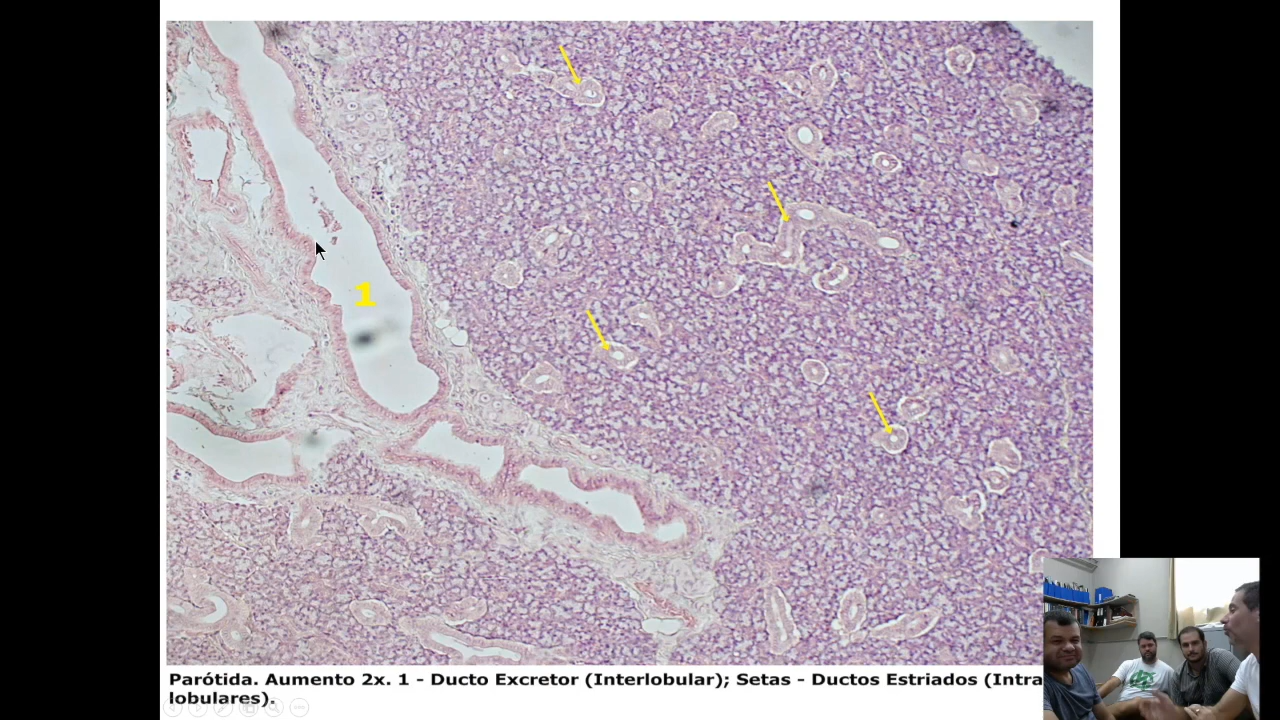 1
Parótida. Aumento 2x. 1 - Ducto Excretor (Interlobular); Setas - Ductos Estriados (Intra
lobulares).